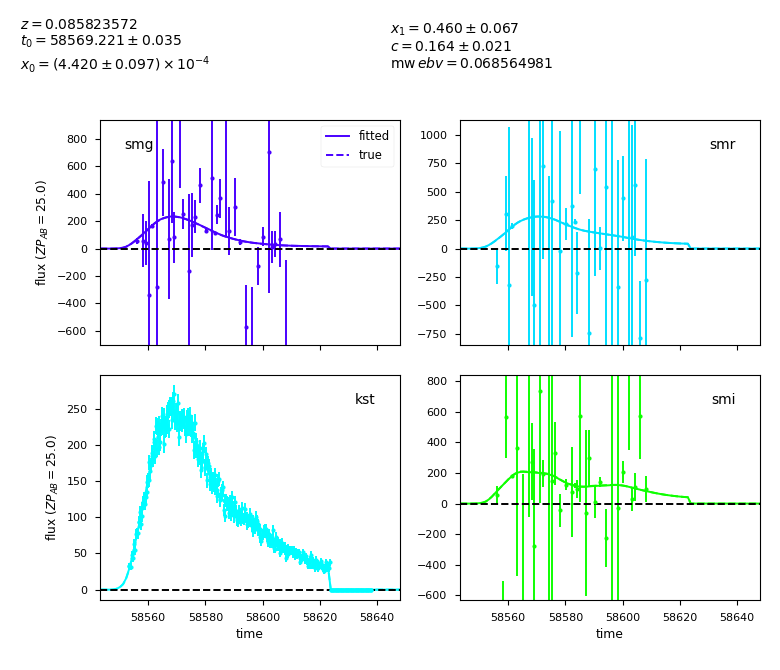 z = 0.085823572
t₀ = 58569.221 ± 0.035
x₀ = (4.420 ± 0.097) × 10⁻⁴
x₁ = 0.460 ± 0.067
c = 0.164 ± 0.021
mw ebv = 0.068564981
smg
fitted
true
800
600
400
200
0
−200
−400
−600
flux (ZP_AB = 25.0)
smr
1000
750
500
250
0
−250
−500
−750
kst
250
200
150
100
50
0
flux (ZP_AB = 25.0)
58560 58580 58600 58620 58640
time
smi
800
600
400
200
0
−200
−400
−600
58560 58580 58600 58620 58640
time